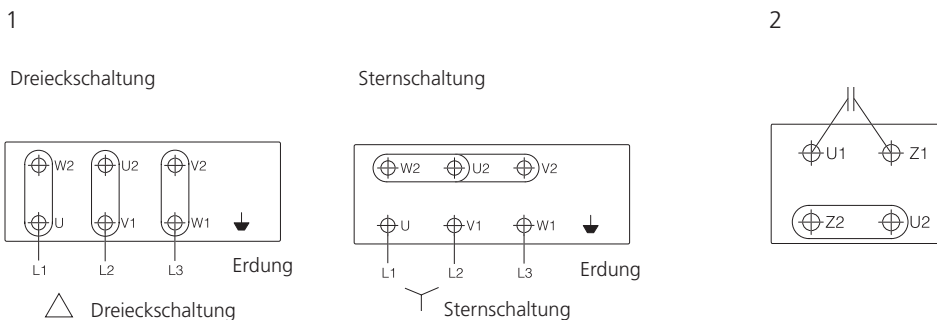 1
2
Dreieckschaltung
Sternschaltung
W2 U2 V2
U V1 W1
L1 L2 L3
Erdung
Dreieckschaltung
W2 U2 V2
U V1 W1
L1 L2 L3
Erdung
Sternschaltung
U1 Z1
Z2 U2